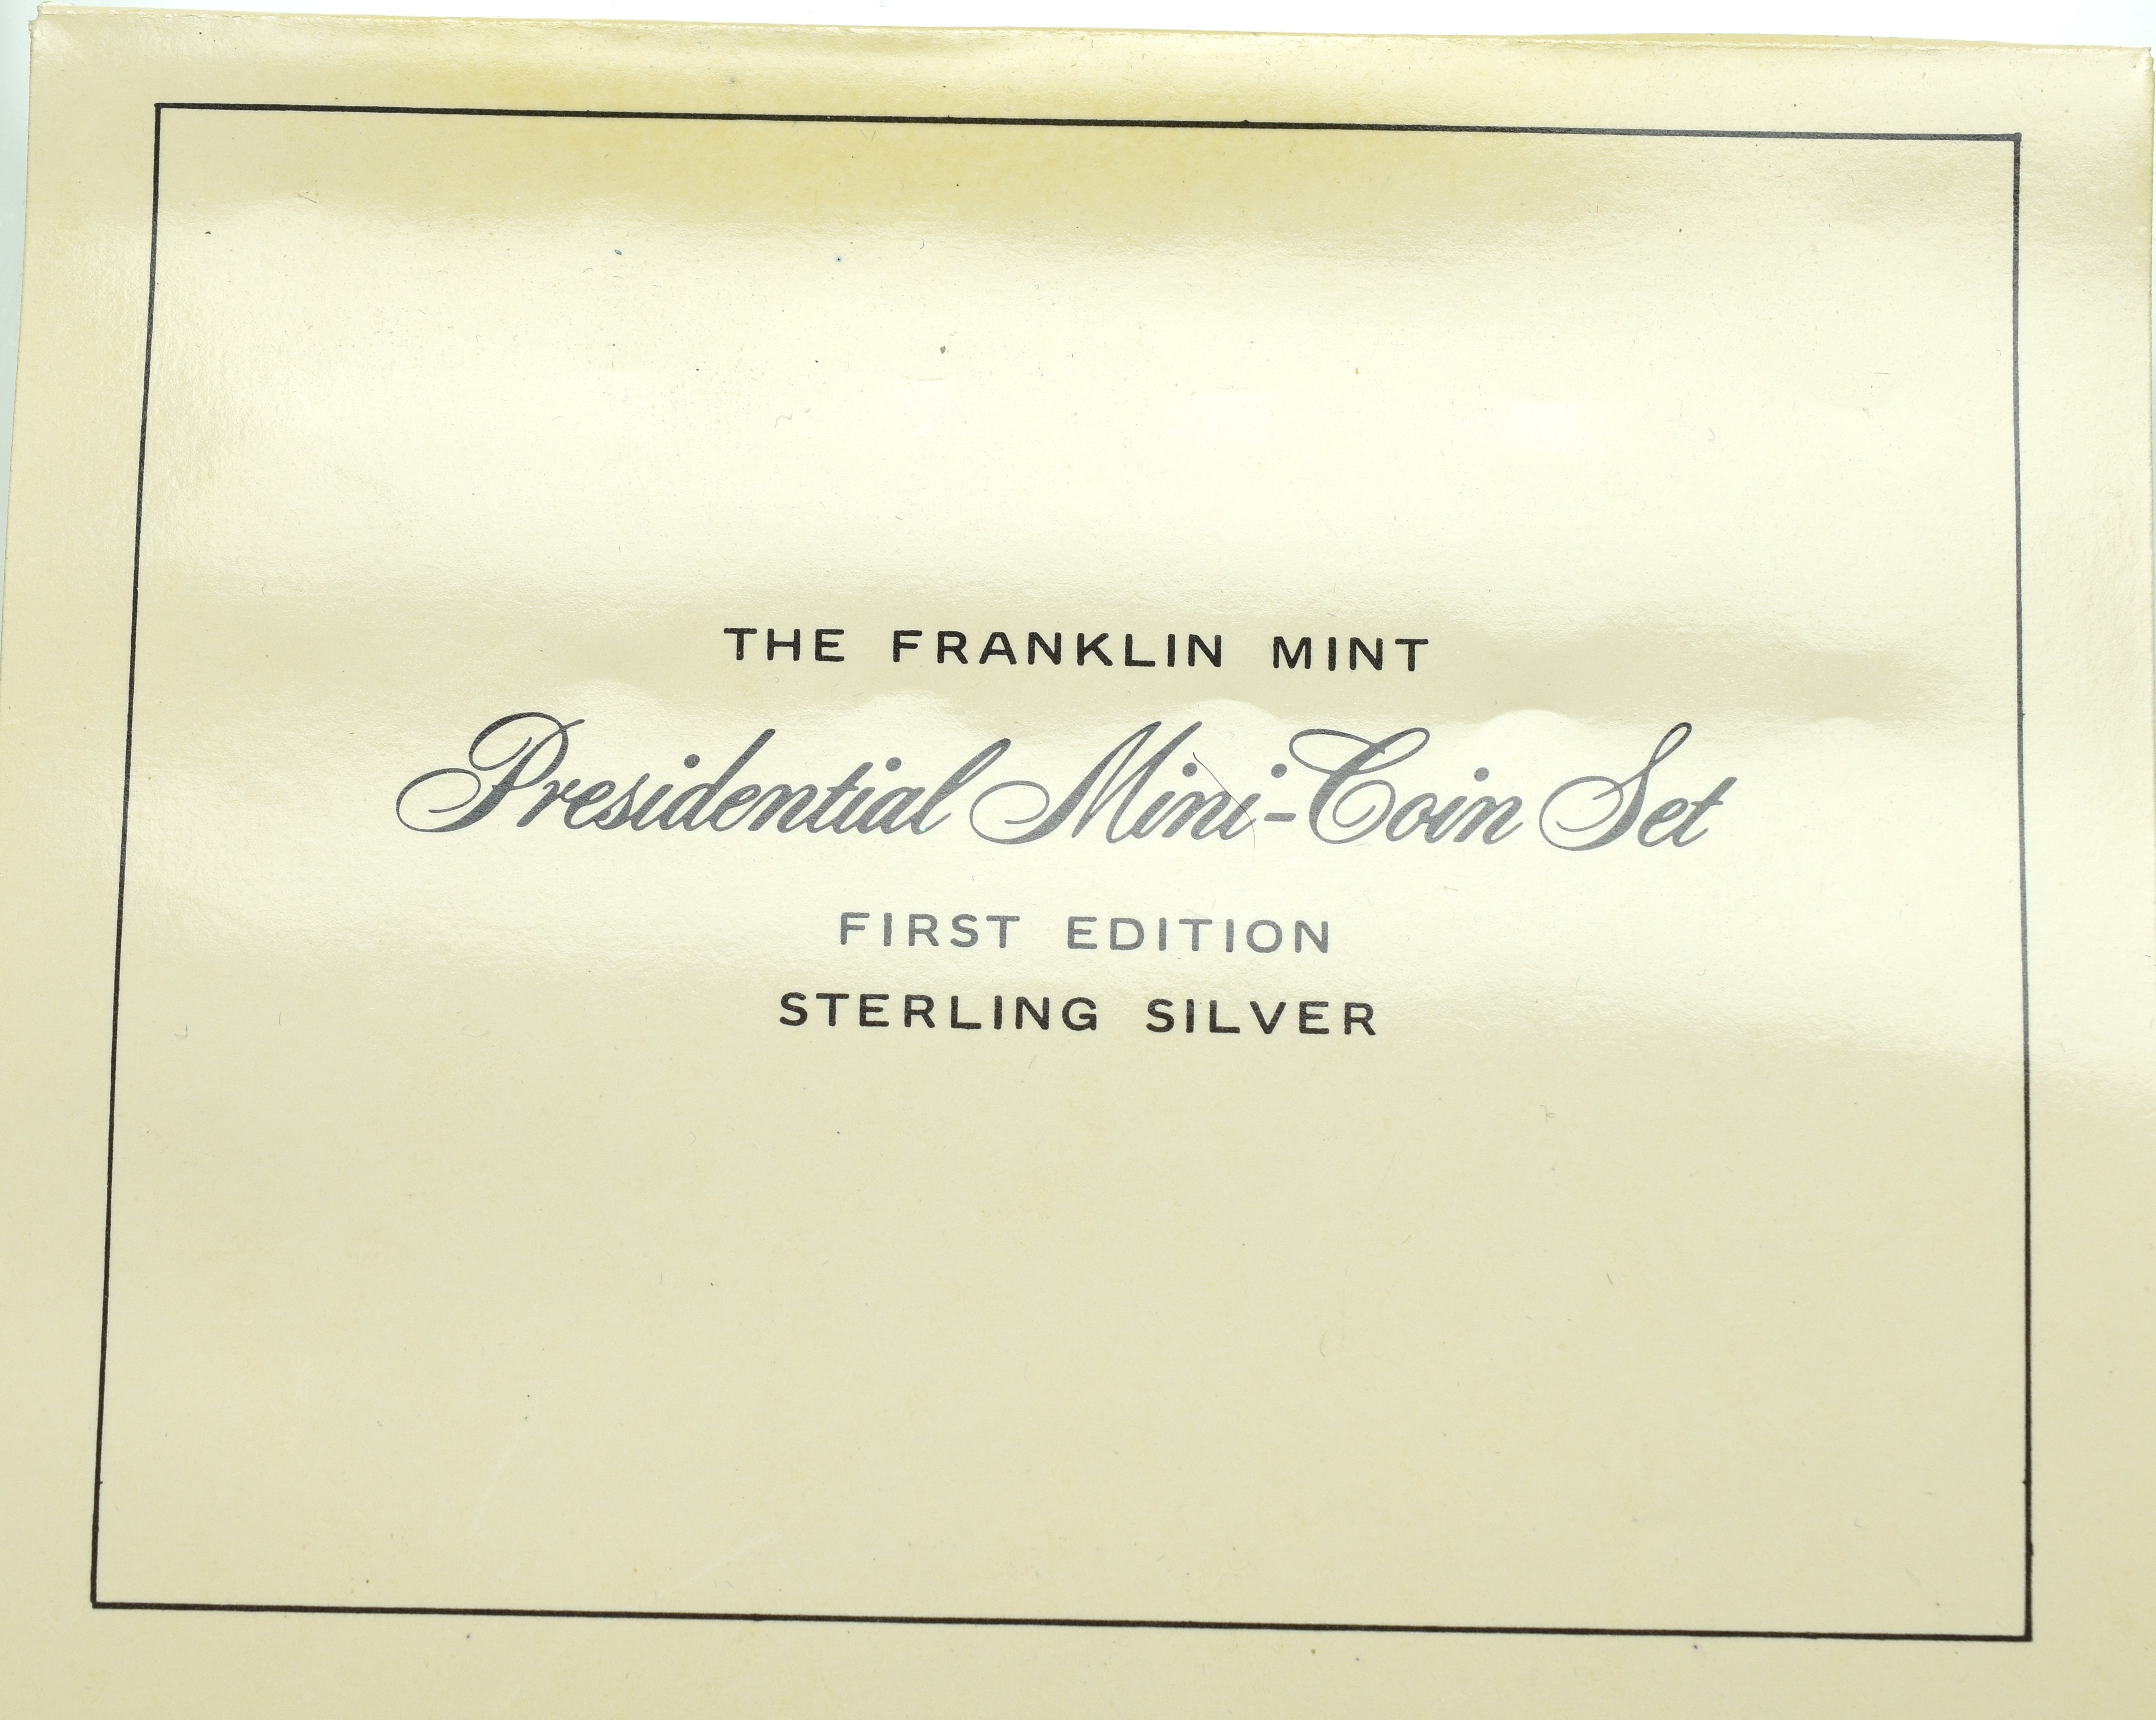 THE FRANKLIN MINT
Presidential Mini-Coin Set
FIRST EDITION
STERLING SILVER